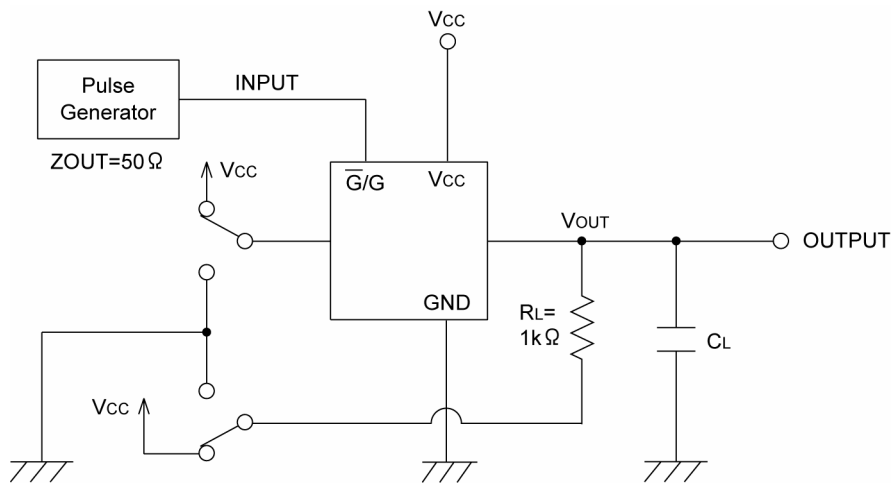 VCC
Pulse
Generator
INPUT
ZOUT=50Ω
VCC
G̅/G
VCC
VOUT
OUTPUT
GND
RL=
1kΩ
CL
VCC